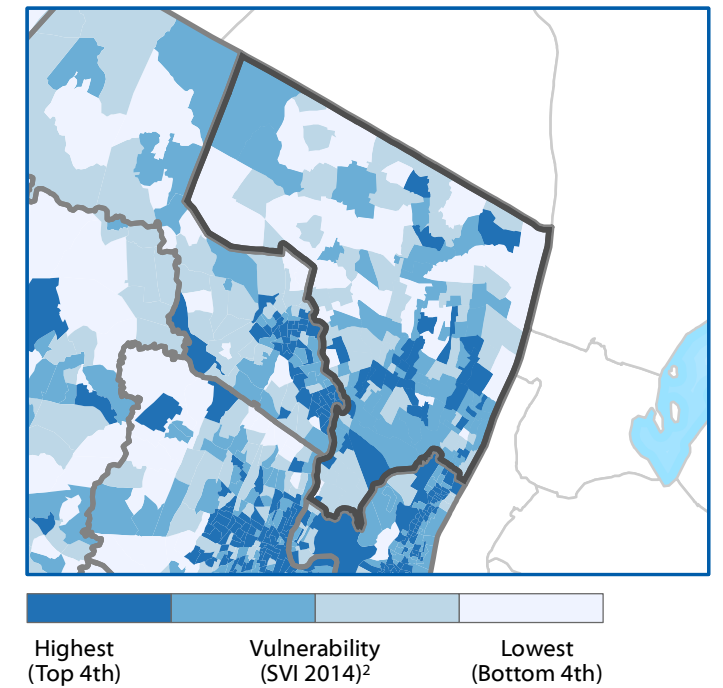 Highest
(Top 4th)
Vulnerability
(SVI 2014)²
Lowest
(Bottom 4th)